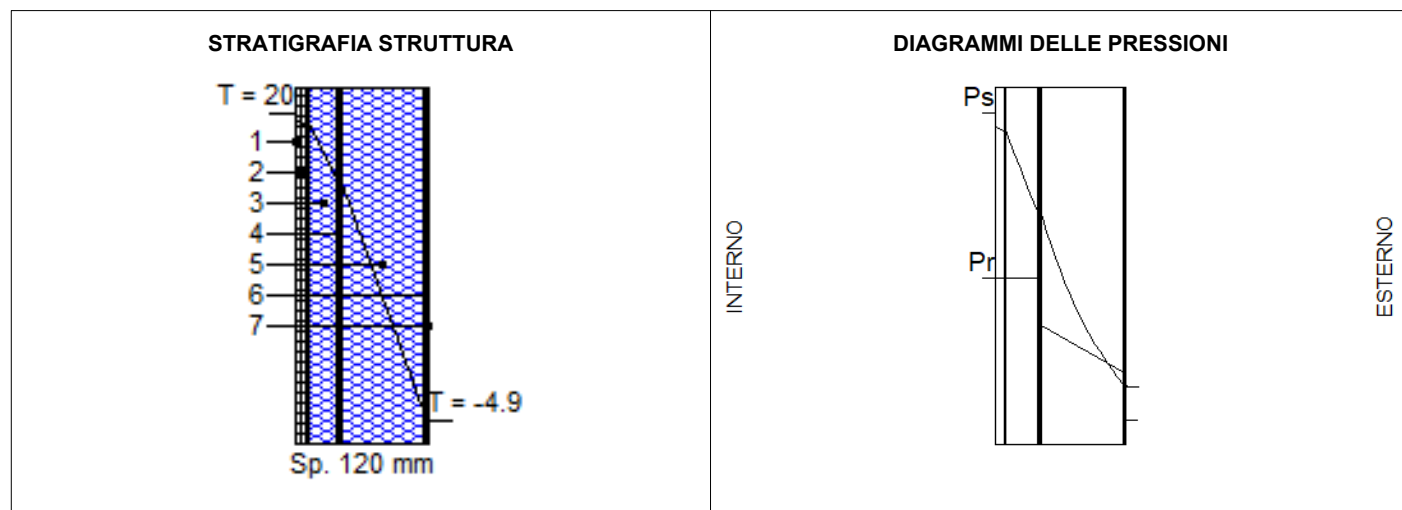 STRATIGRAFIA STRUTTURA
T = 20
1
2
3
4
5
6
7
T = -4.9
Sp. 120 mm
DIAGRAMMI DELLE PRESSIONI
Ps
Pr
INTERNO
ESTERNO